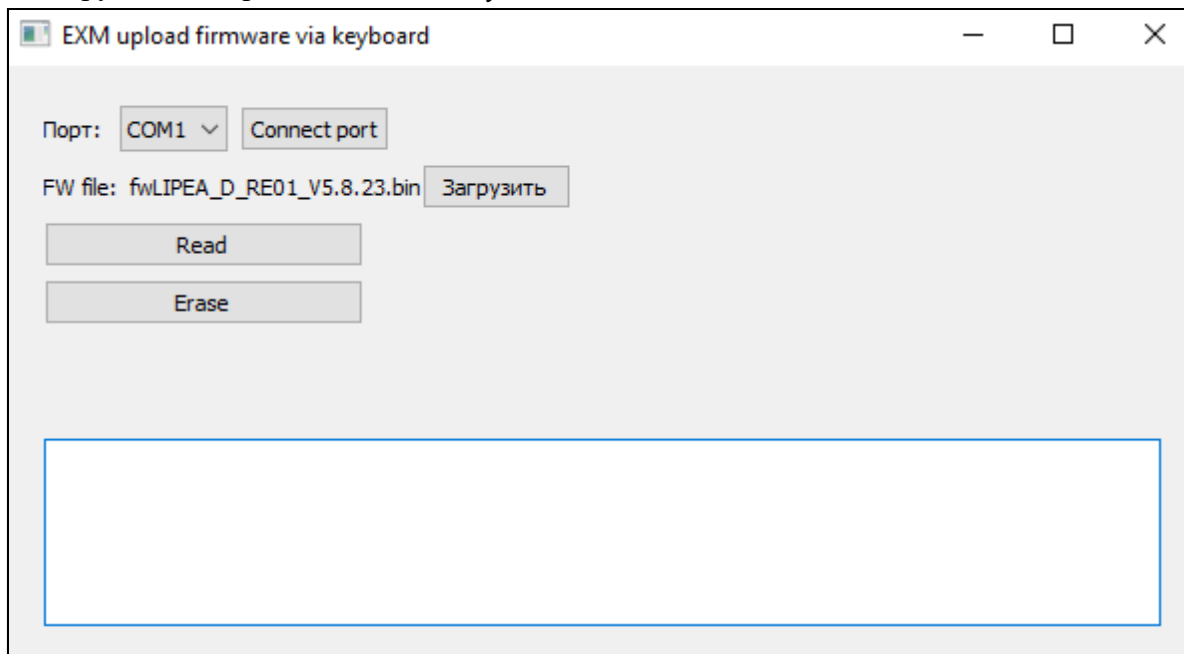 EXM upload firmware via keyboard
Порт: COM1 Connect port
FW file: fwLIPEA_D_RE01_V5.8.23.bin Загрузить
Read
Erase